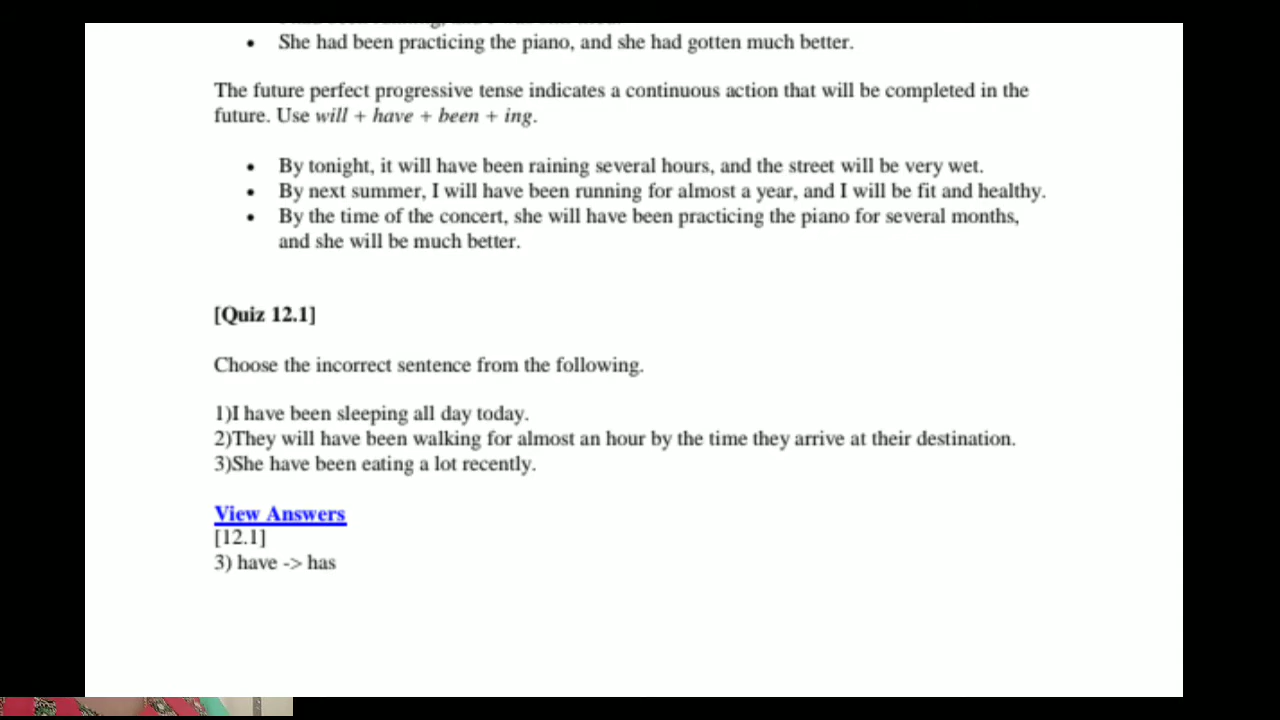 She had been practicing the piano, and she had gotten much better.
The future perfect progressive tense indicates a continuous action that will be completed in the
future. Use will + have + been + ing.
By tonight, it will have been raining several hours, and the street will be very wet.
By next summer, I will have been running for almost a year, and I will be fit and healthy.
By the time of the concert, she will have been practicing the piano for several months,
and she will be much better.
[Quiz 12.1]
Choose the incorrect sentence from the following.
1)I have been sleeping all day today.
2)They will have been walking for almost an hour by the time they arrive at their destination.
3)She have been eating a lot recently.
View Answers
[12.1]
3) have -> has